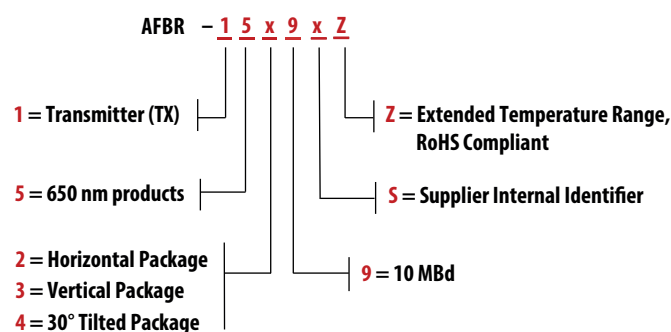 AFBR – 1 5 x 9 x Z
1 = Transmitter (TX)
5 = 650 nm products
2 = Horizontal Package
3 = Vertical Package
4 = 30° Tilted Package
Z = Extended Temperature Range,
RoHS Compliant
S = Supplier Internal Identifier
9 = 10 MBd